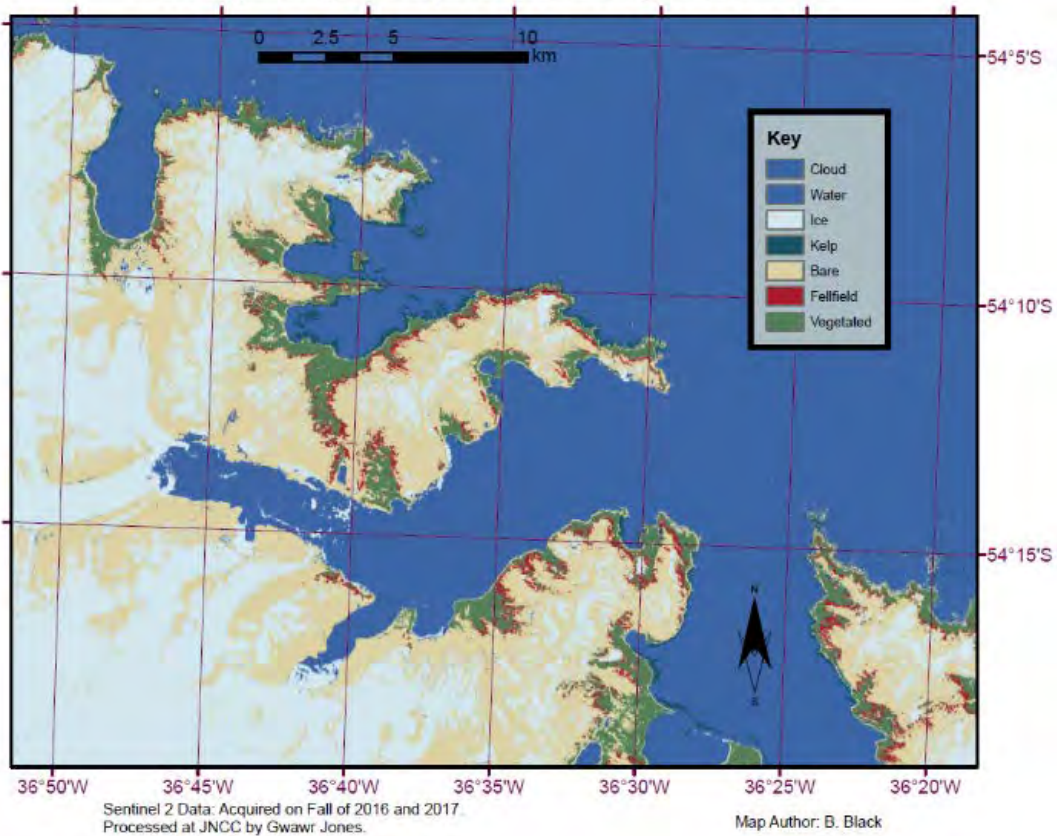 0 2.5 5 10
km
54°5'S
Key
Cloud
Water
Ice
Kelp
Bare
Fellfield
Vegetated
54°10'S
54°15'S
N
S
36°50'W 36°45'W 36°40'W 36°35'W 36°30'W 36°25'W 36°20'W
Sentinel 2 Data: Acquired on Fall of 2016 and 2017.
Processed at JNCC by Gwawr Jones.
Map Author: B. Black